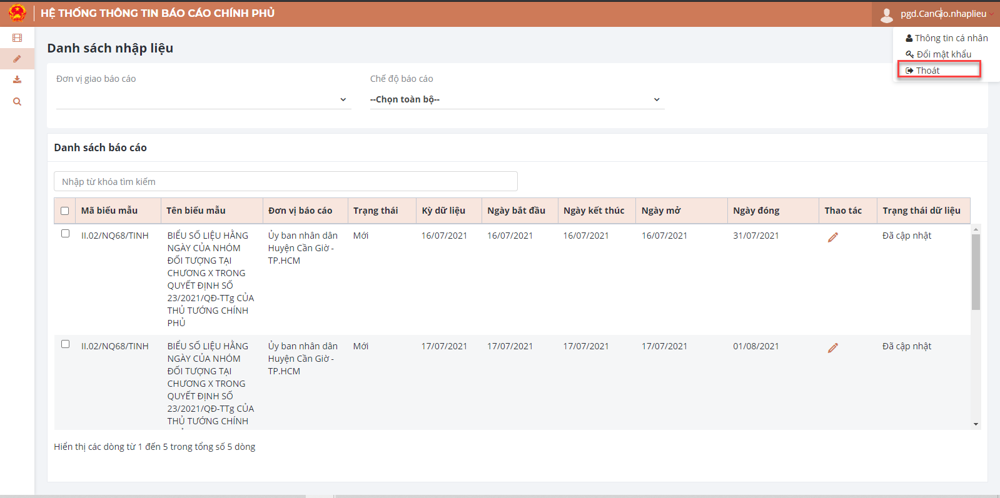 HỆ THỐNG THÔNG TIN BÁO CÁO CHÍNH PHỦ
pgd.CanGio.nhaplieu
Thông tin cá nhân
Đổi mật khẩu
Thoát
Danh sách nhập liệu
Đơn vị giao báo cáo
Chế độ báo cáo
--Chọn toàn bộ--
Danh sách báo cáo
Nhập từ khóa tìm kiếm
Mã biểu mẫu Tên biểu mẫu Đơn vị báo cáo Trạng thái Kỳ dữ liệu Ngày bắt đầu Ngày kết thúc Ngày mở Ngày đóng Thao tác Trạng thái dữ liệu
II.02/NQ68/TINH BIỂU SỐ LIỆU HẰNG Ủy ban nhân dân Mới 16/07/2021 16/07/2021 16/07/2021 16/07/2021 31/07/2021 Đã cập nhật
NGÀY CỦA NHÓM Huyện Cần Giờ -
ĐỐI TƯỢNG TẠI TP.HCM
CHƯƠNG X TRONG
QUYẾT ĐỊNH SỐ
23/2021/QĐ-TTg CỦA
THỦ TƯỚNG CHÍNH
PHỦ
II.02/NQ68/TINH BIỂU SỐ LIỆU HẰNG Ủy ban nhân dân Mới 17/07/2021 17/07/2021 17/07/2021 17/07/2021 01/08/2021 Đã cập nhật
NGÀY CỦA NHÓM Huyện Cần Giờ -
ĐỐI TƯỢNG TẠI TP.HCM
CHƯƠNG X TRONG
QUYẾT ĐỊNH SỐ
23/2021/QĐ-TTg CỦA
THỦ TƯỚNG CHÍNH
Hiển thị các dòng từ 1 đến 5 trong tổng số 5 dòng